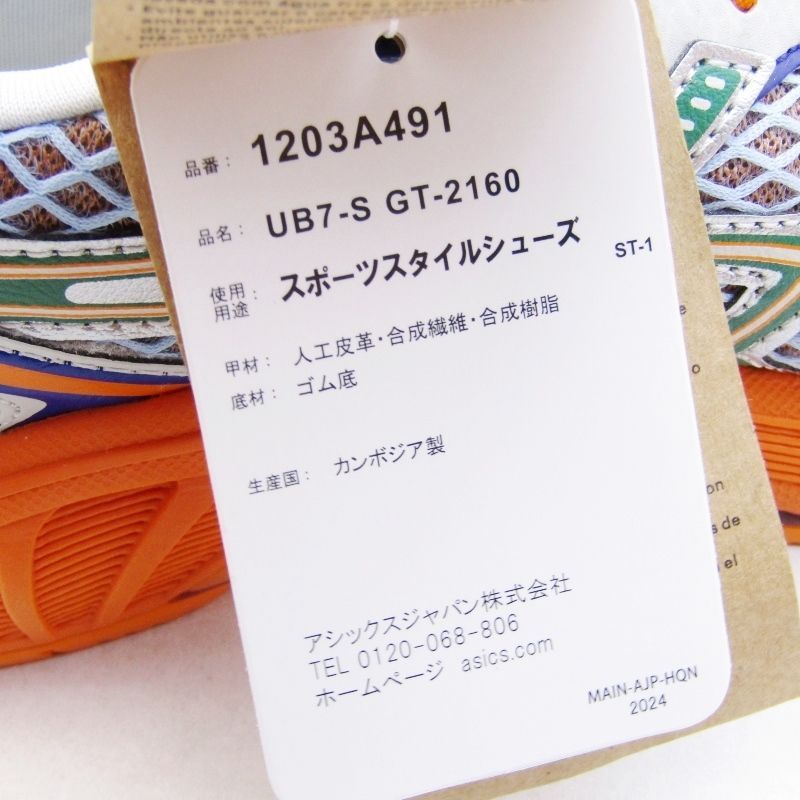 品番： 1203A491
品名： UB7-S GT-2160
使用用途： スポーツスタイルシューズ ST-1
甲材： 人工皮革・合成繊維・合成樹脂
底材： ゴム底
生産国： カンボジア製
アシックスジャパン株式会社
TEL 0120-068-806
ホームページ asics.com
MAIN-AJP-HQN
2024
on
s de
el